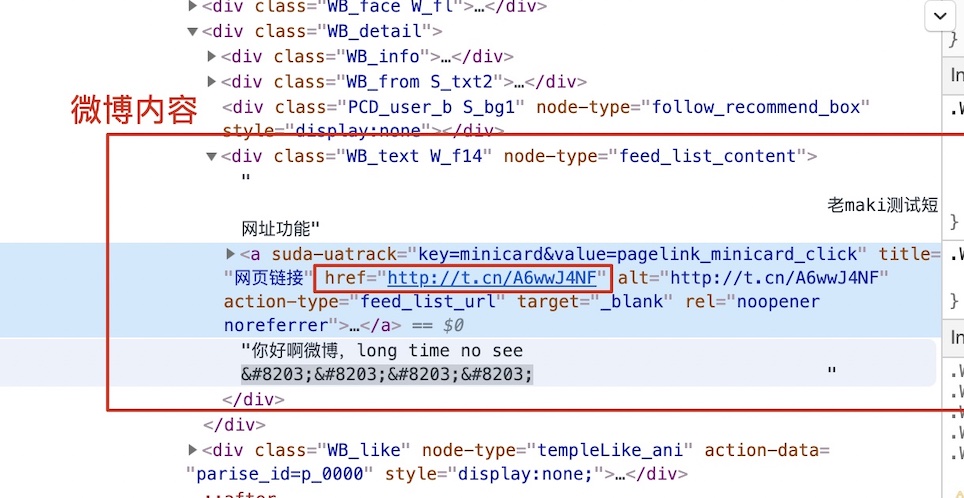 ▶<div class="WB_face W_fl">…</div>
▼<div class="WB_detail">
▶<div class="WB_info">…</div>
▶<div class="WB_from S_txt2">…</div>
微博内容
<div class="PCD_user_b S_bg1" node-type="follow_recommend_box"
style="display:none"></div>
▼<div class="WB_text W_f14" node-type="feed_list_content">
"
老maki测试短
网址功能"
▶<a suda-uatrack="key=minicard&value=pagelink_minicard_click" title=
"网页链接" href="http://t.cn/A6wwJ4NF" alt="http://t.cn/A6wwJ4NF"
action-type="feed_list_url" target="_blank" rel="noopener
noreferrer">…</a> == $0
"你好啊微博，long time no see
&#8203;&#8203;&#8203;&#8203; "
</div>
</div>
▶<div class="WB_like" node-type="templeLike_ani" action-data=
"parise_id=p_0000" style="display:none;">…</div>
::after
}
In
.W
}
.W
}
In
.W
.W
.W
.W